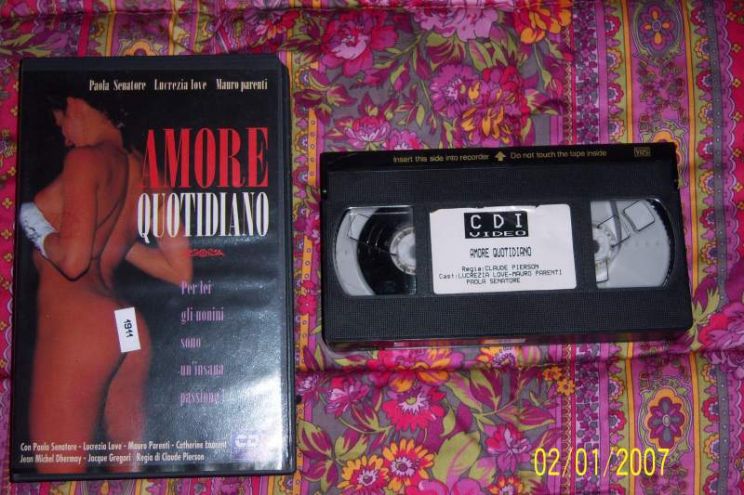 Paola Senatore Lucrezia love Mauro parenti
AMORE
QUOTIDIANO
Per lei
gli uomini
sono
un'insana
passione!
1911
CDI
Con Paola Senatore - Lucrezia Love - Mauro Parenti - Catherine Laurent
Jean Michel Dhermay - Jacque Gregori Regia di Claude Pierson
Insert this side into recorder Do not touch the tape inside
VHS
CDI
VIDEO
AMORE QUOTIDIANO
Regia:CLAUDE PIERSON
Cast:LUCREZIA LOVE-MAURO PARENTI
PAOLA SENATORE
02/01/2007